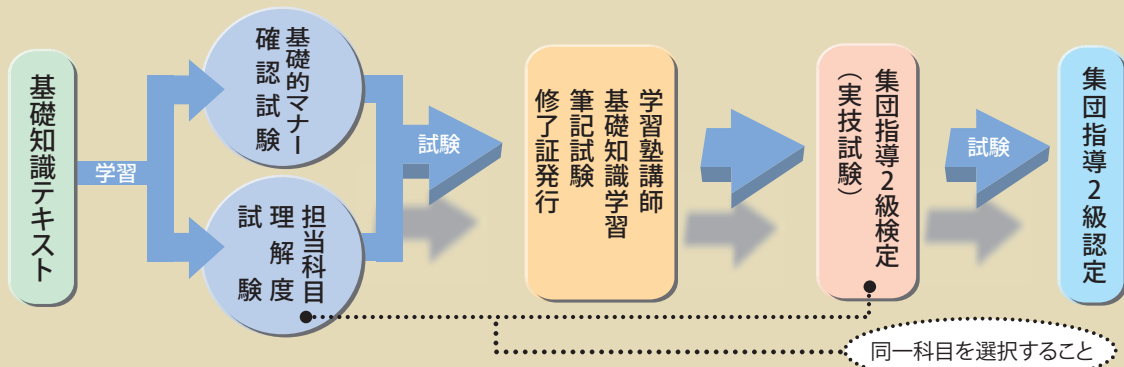 基礎知識テキスト
学習
基礎的マナー
確認試験
担当科目
理解度
試験
試験
学習塾講師
基礎知識学習
筆記試験
修了証発行
集団指導2級検定
（実技試験）
試験
集団指導2級認定
同一科目を選択すること